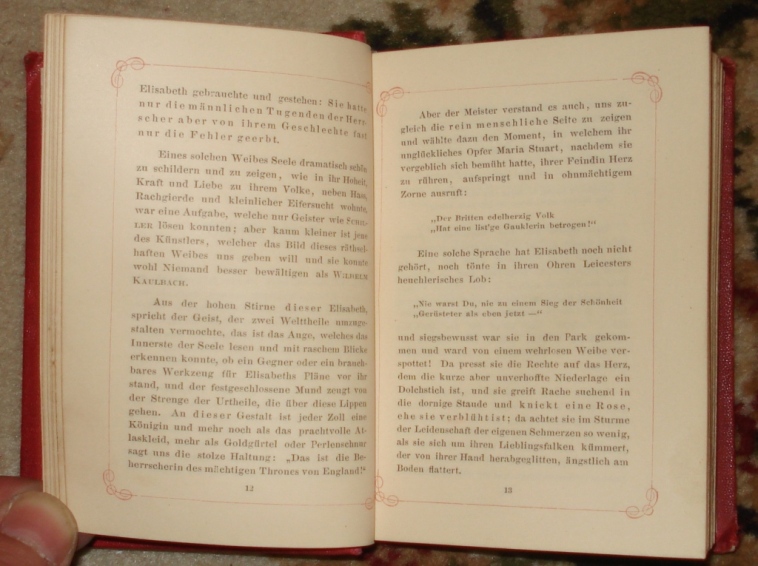 Elisabeth gebrauchte und gestehen: Sie hatte
nur die männlichen Tugenden der Herr-
scher aber von ihrem Geschlechte fast
nur die Fehler geerbt.
Eines solchen Weibes Seele dramatisch schön
zu schildern und zu zeigen, wie in ihr Hoheit,
Kraft und Liebe zu ihrem Volke, neben Hass,
Rachgierde und kleinlicher Eifersucht wohnte,
war eine Aufgabe, welche nur Geister wie SCHIL-
LER lösen konnten; aber kaum kleiner ist jene
des Künstlers, welcher das Bild dieses räthsel-
haften Weibes uns geben will und sie konnte
wohl Niemand besser bewältigen als WILHELM
KAULBACH.
Aus der hohen Stirne dieser Elisabeth,
spricht der Geist, der zwei Welttheile umzuge-
stalten vermochte, das ist das Auge, welches das
Innerste der Seele lesen und mit raschem Blicke
erkennen konnte, ob ein Gegner oder ein brauch-
bares Werkzeug für Elisabeths Pläne vor ihr
stand, und der festgeschlossene Mund zeugt von
der Strenge der Urtheile, die über diese Lippen
gehen. An dieser Gestalt ist jeder Zoll eine
Königin und mehr noch als das prachtvolle At-
laskleid, mehr als Goldgürtel oder Perlenschnur
sagt uns die stolze Haltung: „Das ist die Be-
herrscherin des mächtigen Thrones von England!“
12
Aber der Meister verstand es auch, uns zu-
gleich die rein menschliche Seite zu zeigen
und wählte dazu den Moment, in welchem ihr
unglückliches Opfer Maria Stuart, nachdem sie
vergeblich sich bemüht hatte, ihrer Feindin Herz
zu rühren, aufspringt und in ohnmächtigem
Zorne ausruft:
„Der Britten edelherzig Volk
„Hat eine list'ge Gauklerin betrogen!“
Eine solche Sprache hat Elisabeth noch nicht
gehört, noch tönte in ihren Ohren Leicesters
heuchlerisches Lob:
„Nie warst Du, nie zu einem Sieg der Schönheit
„Gerüsteter als eben jetzt —“
und siegsbewusst war sie in den Park gekom-
men und ward von einem wehrlosen Weibe ver-
spottet! Da presst sie die Rechte auf das Herz,
dem die kurze aber unverhoffte Niederlage ein
Dolchstich ist, und sie greift Rache suchend in
die dornige Staude und knickt eine Rose,
ehe sie verblüht ist; da achtet sie im Sturme
der Leidenschaft der eigenen Schmerzen so wenig,
als sie sich um ihren Lieblingsfalken kümmert,
der von ihrer Hand herabgeglitten, ängstlich am
Boden flattert.
13